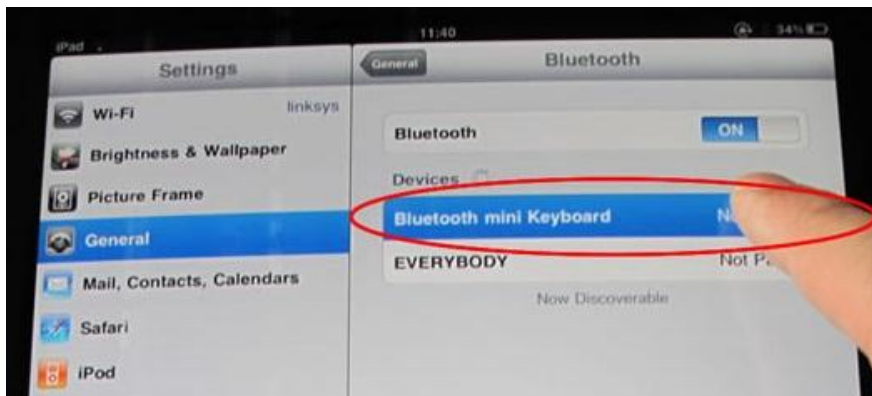 iPad
11:40
34%
Settings
Wi-Fi linksys
Brightness & Wallpaper
Picture Frame
General
Mail, Contacts, Calendars
Safari
iPod
General
Bluetooth
Bluetooth ON
Devices
Bluetooth mini Keyboard
EVERYBODY Not
Now Discoverable